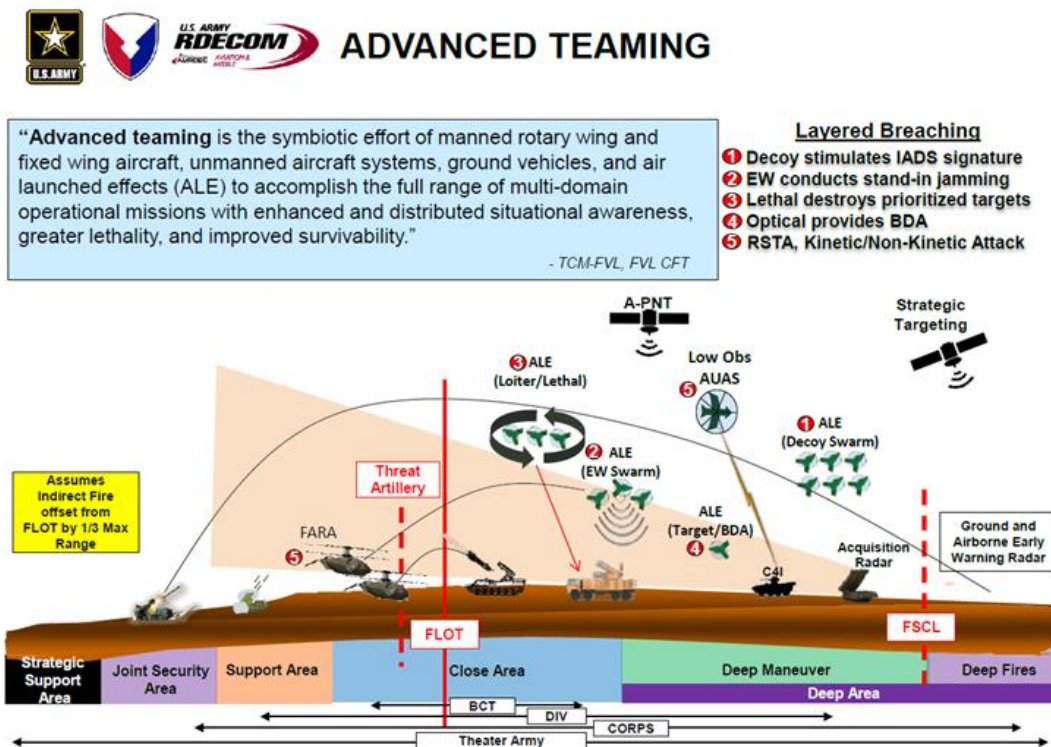 U.S.ARMY
U.S. ARMY
RDECOM
ADVANCED TEAMING
“Advanced teaming is the symbiotic effort of manned rotary wing and
fixed wing aircraft, unmanned aircraft systems, ground vehicles, and air
launched effects (ALE) to accomplish the full range of multi-domain
operational missions with enhanced and distributed situational awareness,
greater lethality, and improved survivability.”
- TCM-FVL, FVL CFT
Layered Breaching
1 Decoy stimulates IADS signature
2 EW conducts stand-in jamming
3 Lethal destroys prioritized targets
4 Optical provides BDA
5 RSTA, Kinetic/Non-Kinetic Attack
A-PNT
Strategic
Targeting
3 ALE
(Loiter/Lethal)
Low Obs
AUAS
5
1 ALE
(Decoy Swarm)
2 ALE
(EW Swarm)
Threat
Artillery
Assumes
Indirect Fire
offset from
FLOT by 1/3 Max
Range
FARA
5
ALE
(Target/BDA)
4
C4I
Acquisition
Radar
Ground and
Airborne Early
Warning Radar
FLOT
FSCL
Strategic
Support
Area
Joint Security
Area
Support Area
Close Area
Deep Maneuver
Deep Fires
Deep Area
BCT
DIV
CORPS
Theater Army